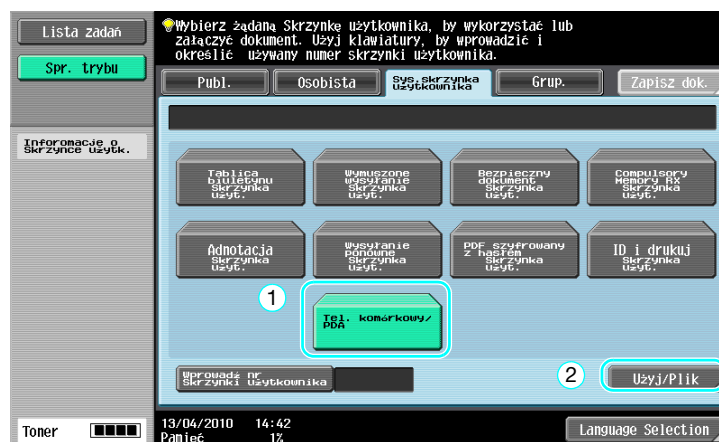 Lista zadań
Spr. trybu
Wybierz żądaną Skrzynkę użytkownika, by wykorzystać lub
załączyć dokument. Użyj klawiatury, by wprowadzić i
określić używany numer skrzynki użytkownika.
Publ.
Osobista
Sys.skrzynka
użytkownika
Grup.
Zapisz dok.
Inforomacje o
Skrzynce użytk.
Tablica
biuletynu
Skrzynka
użyt.
Wymuszone
wysyłanie
Skrzynka
użyt.
Bezpieczny
dokument
Skrzynka
użyt.
Compulsory
Memory RX
Skrzynka
użyt.
Adnotacja
Skrzynka
użyt.
Wysyłanie
ponowne
Skrzynka
użyt.
PDF szyfrowany
z hasłem
Skrzynka
użyt.
ID i drukuj
Skrzynka
użyt.
1
Tel. komórkowy/
PDA
Wprowadź nr
Skrzynki użytkownika
2
Użyj/Plik
Toner
13/04/2010 14:42
Pamięć 1%
Language Selection